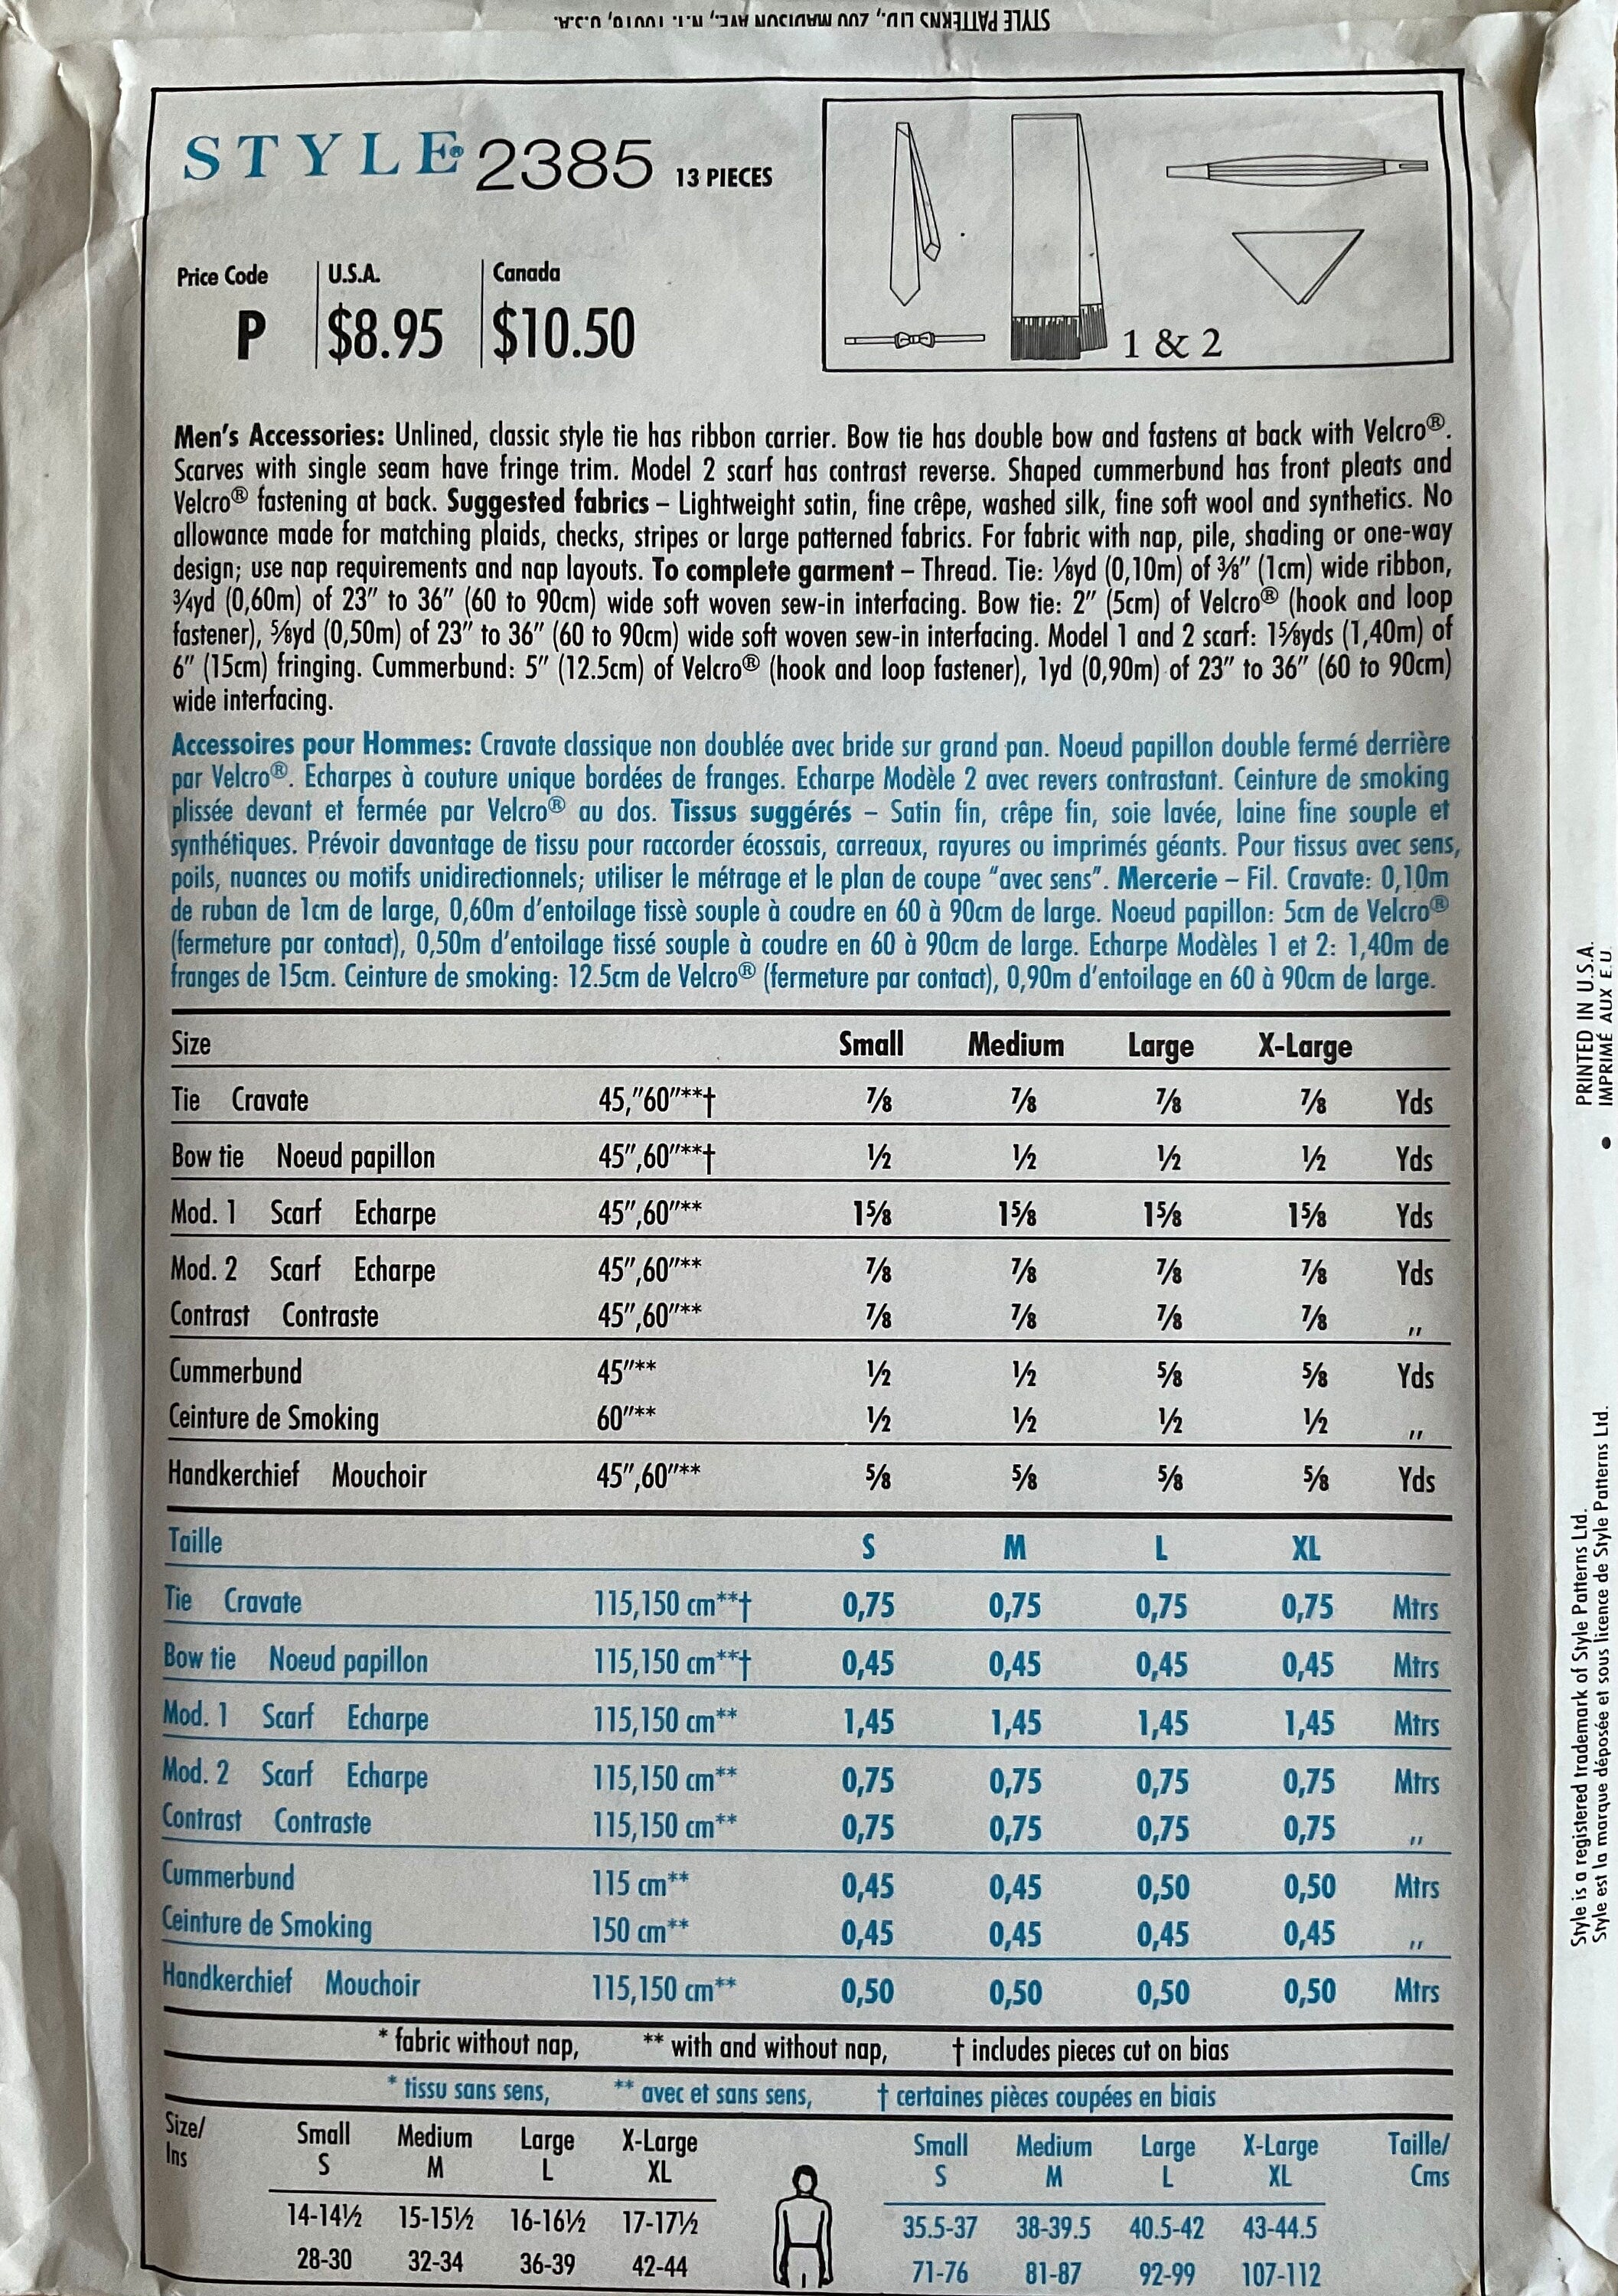 STYLE PATTERNS LTD., 200 MADISON AVE., N.Y. 10016, U.S.A.
STYLE® 2385 13 PIECES
Price Code U.S.A. Canada
P $8.95 $10.50
1 & 2
Men's Accessories: Unlined, classic style tie has ribbon carrier. Bow tie has double bow and fastens at back with Velcro®.
Scarves with single seam have fringe trim. Model 2 scarf has contrast reverse. Shaped cummerbund has front pleats and
Velcro® fastening at back. Suggested fabrics – Lightweight satin, fine crêpe, washed silk, fine soft wool and synthetics. No
allowance made for matching plaids, checks, stripes or large patterned fabrics. For fabric with nap, pile, shading or one-way
design; use nap requirements and nap layouts. To complete garment – Thread. Tie: ⅛yd (0,10m) of ⅜" (1cm) wide ribbon,
¾yd (0,60m) of 23" to 36" (60 to 90cm) wide soft woven sew-in interfacing. Bow tie: 2" (5cm) of Velcro® (hook and loop
fastener), ⅝yd (0,50m) of 23" to 36" (60 to 90cm) wide soft woven sew-in interfacing. Model 1 and 2 scarf: 1⅝yds (1,40m) of
6" (15cm) fringing. Cummerbund: 5" (12.5cm) of Velcro® (hook and loop fastener), 1yd (0,90m) of 23" to 36" (60 to 90cm)
wide interfacing.
Accessoires pour Hommes: Cravate classique non doublée avec bride sur grand pan. Noeud papillon double fermé derrière
par Velcro®. Echarpes à couture unique bordées de franges. Echarpe Modèle 2 avec revers contrastant. Ceinture de smoking
plissée devant et fermée par Velcro® au dos. Tissus suggérés – Satin fin, crêpe fin, soie lavée, laine fine souple et
synthétiques. Prévoir davantage de tissu pour raccorder écossais, carreaux, rayures ou imprimés géants. Pour tissus avec sens,
poils, nuances ou motifs unidirectionnels; utiliser le métrage et le plan de coupe "avec sens". Mercerie – Fil. Cravate: 0,10m
de ruban de 1cm de large, 0,60m d'entoilage tissè souple à coudre en 60 à 90cm de large. Noeud papillon: 5cm de Velcro®
(fermeture par contact), 0,50m d'entoilage tissé souple à coudre en 60 à 90cm de large. Echarpe Modèles 1 et 2: 1,40m de
franges de 15cm. Ceinture de smoking: 12.5cm de Velcro® (fermeture par contact), 0,90m d'entoilage en 60 à 90cm de large.
Size Small Medium Large X-Large
Tie Cravate 45,"60"**† ⅞ ⅞ ⅞ ⅞ Yds
Bow tie Noeud papillon 45",60"**† ½ ½ ½ ½ Yds
Mod. 1 Scarf Echarpe 45",60"** 1⅝ 1⅝ 1⅝ 1⅝ Yds
Mod. 2 Scarf Echarpe 45",60"** ⅞ ⅞ ⅞ ⅞ Yds
Contrast Contraste 45",60"** ⅞ ⅞ ⅞ ⅞ ,,
Cummerbund 45"** ½ ½ ⅝ ⅝ Yds
Ceinture de Smoking 60"** ½ ½ ½ ½ ,,
Handkerchief Mouchoir 45",60"** ⅝ ⅝ ⅝ ⅝ Yds
Taille S M L XL
Tie Cravate 115,150 cm**† 0,75 0,75 0,75 0,75 Mtrs
Bow tie Noeud papillon 115,150 cm**† 0,45 0,45 0,45 0,45 Mtrs
Mod. 1 Scarf Echarpe 115,150 cm** 1,45 1,45 1,45 1,45 Mtrs
Mod. 2 Scarf Echarpe 115,150 cm** 0,75 0,75 0,75 0,75 Mtrs
Contrast Contraste 115,150 cm** 0,75 0,75 0,75 0,75 ,,
Cummerbund 115 cm** 0,45 0,45 0,50 0,50 Mtrs
Ceinture de Smoking 150 cm** 0,45 0,45 0,45 0,45 ,,
Handkerchief Mouchoir 115,150 cm** 0,50 0,50 0,50 0,50 Mtrs
* fabric without nap, ** with and without nap, † includes pieces cut on bias
* tissu sans sens, ** avec et sans sens, † certaines pièces coupées en biais
Size/ Small Medium Large X-Large Small Medium Large X-Large Taille/
Ins S M L XL S M L XL Cms
14-14½ 15-15½ 16-16½ 17-17½ 35.5-37 38-39.5 40.5-42 43-44.5
28-30 32-34 36-39 42-44 71-76 81-87 92-99 107-112
Style is a registered trademark of Style Patterns Ltd. • PRINTED IN U.S.A.
Style est la marque déposée et sous licence de Style Patterns Ltd. IMPRIMÉ AUX E.U